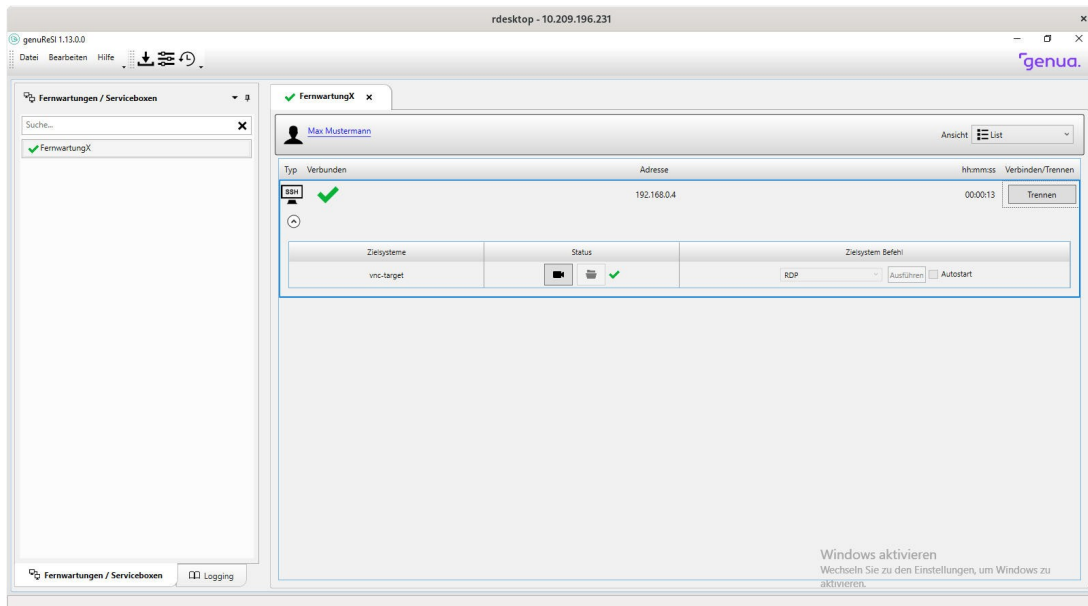 rdesktop - 10.209.196.231
genuReSI 1.13.0.0
Datei Bearbeiten Hilfe
genua.
Fernwartungen / Serviceboxen
Suche...
FernwartungX
FernwartungX
Max Mustermann
Ansicht List
Typ Verbunden Adresse hh:mm:ss Verbinden/Trennen
SSH 192.168.0.4 00:00:13 Trennen
Zielsysteme Status Zielsystem Befehl
vnc-target RDP Ausführen Autostart
Windows aktivieren
Wechseln Sie zu den Einstellungen, um Windows zu
aktivieren.
Fernwartungen / Serviceboxen Logging